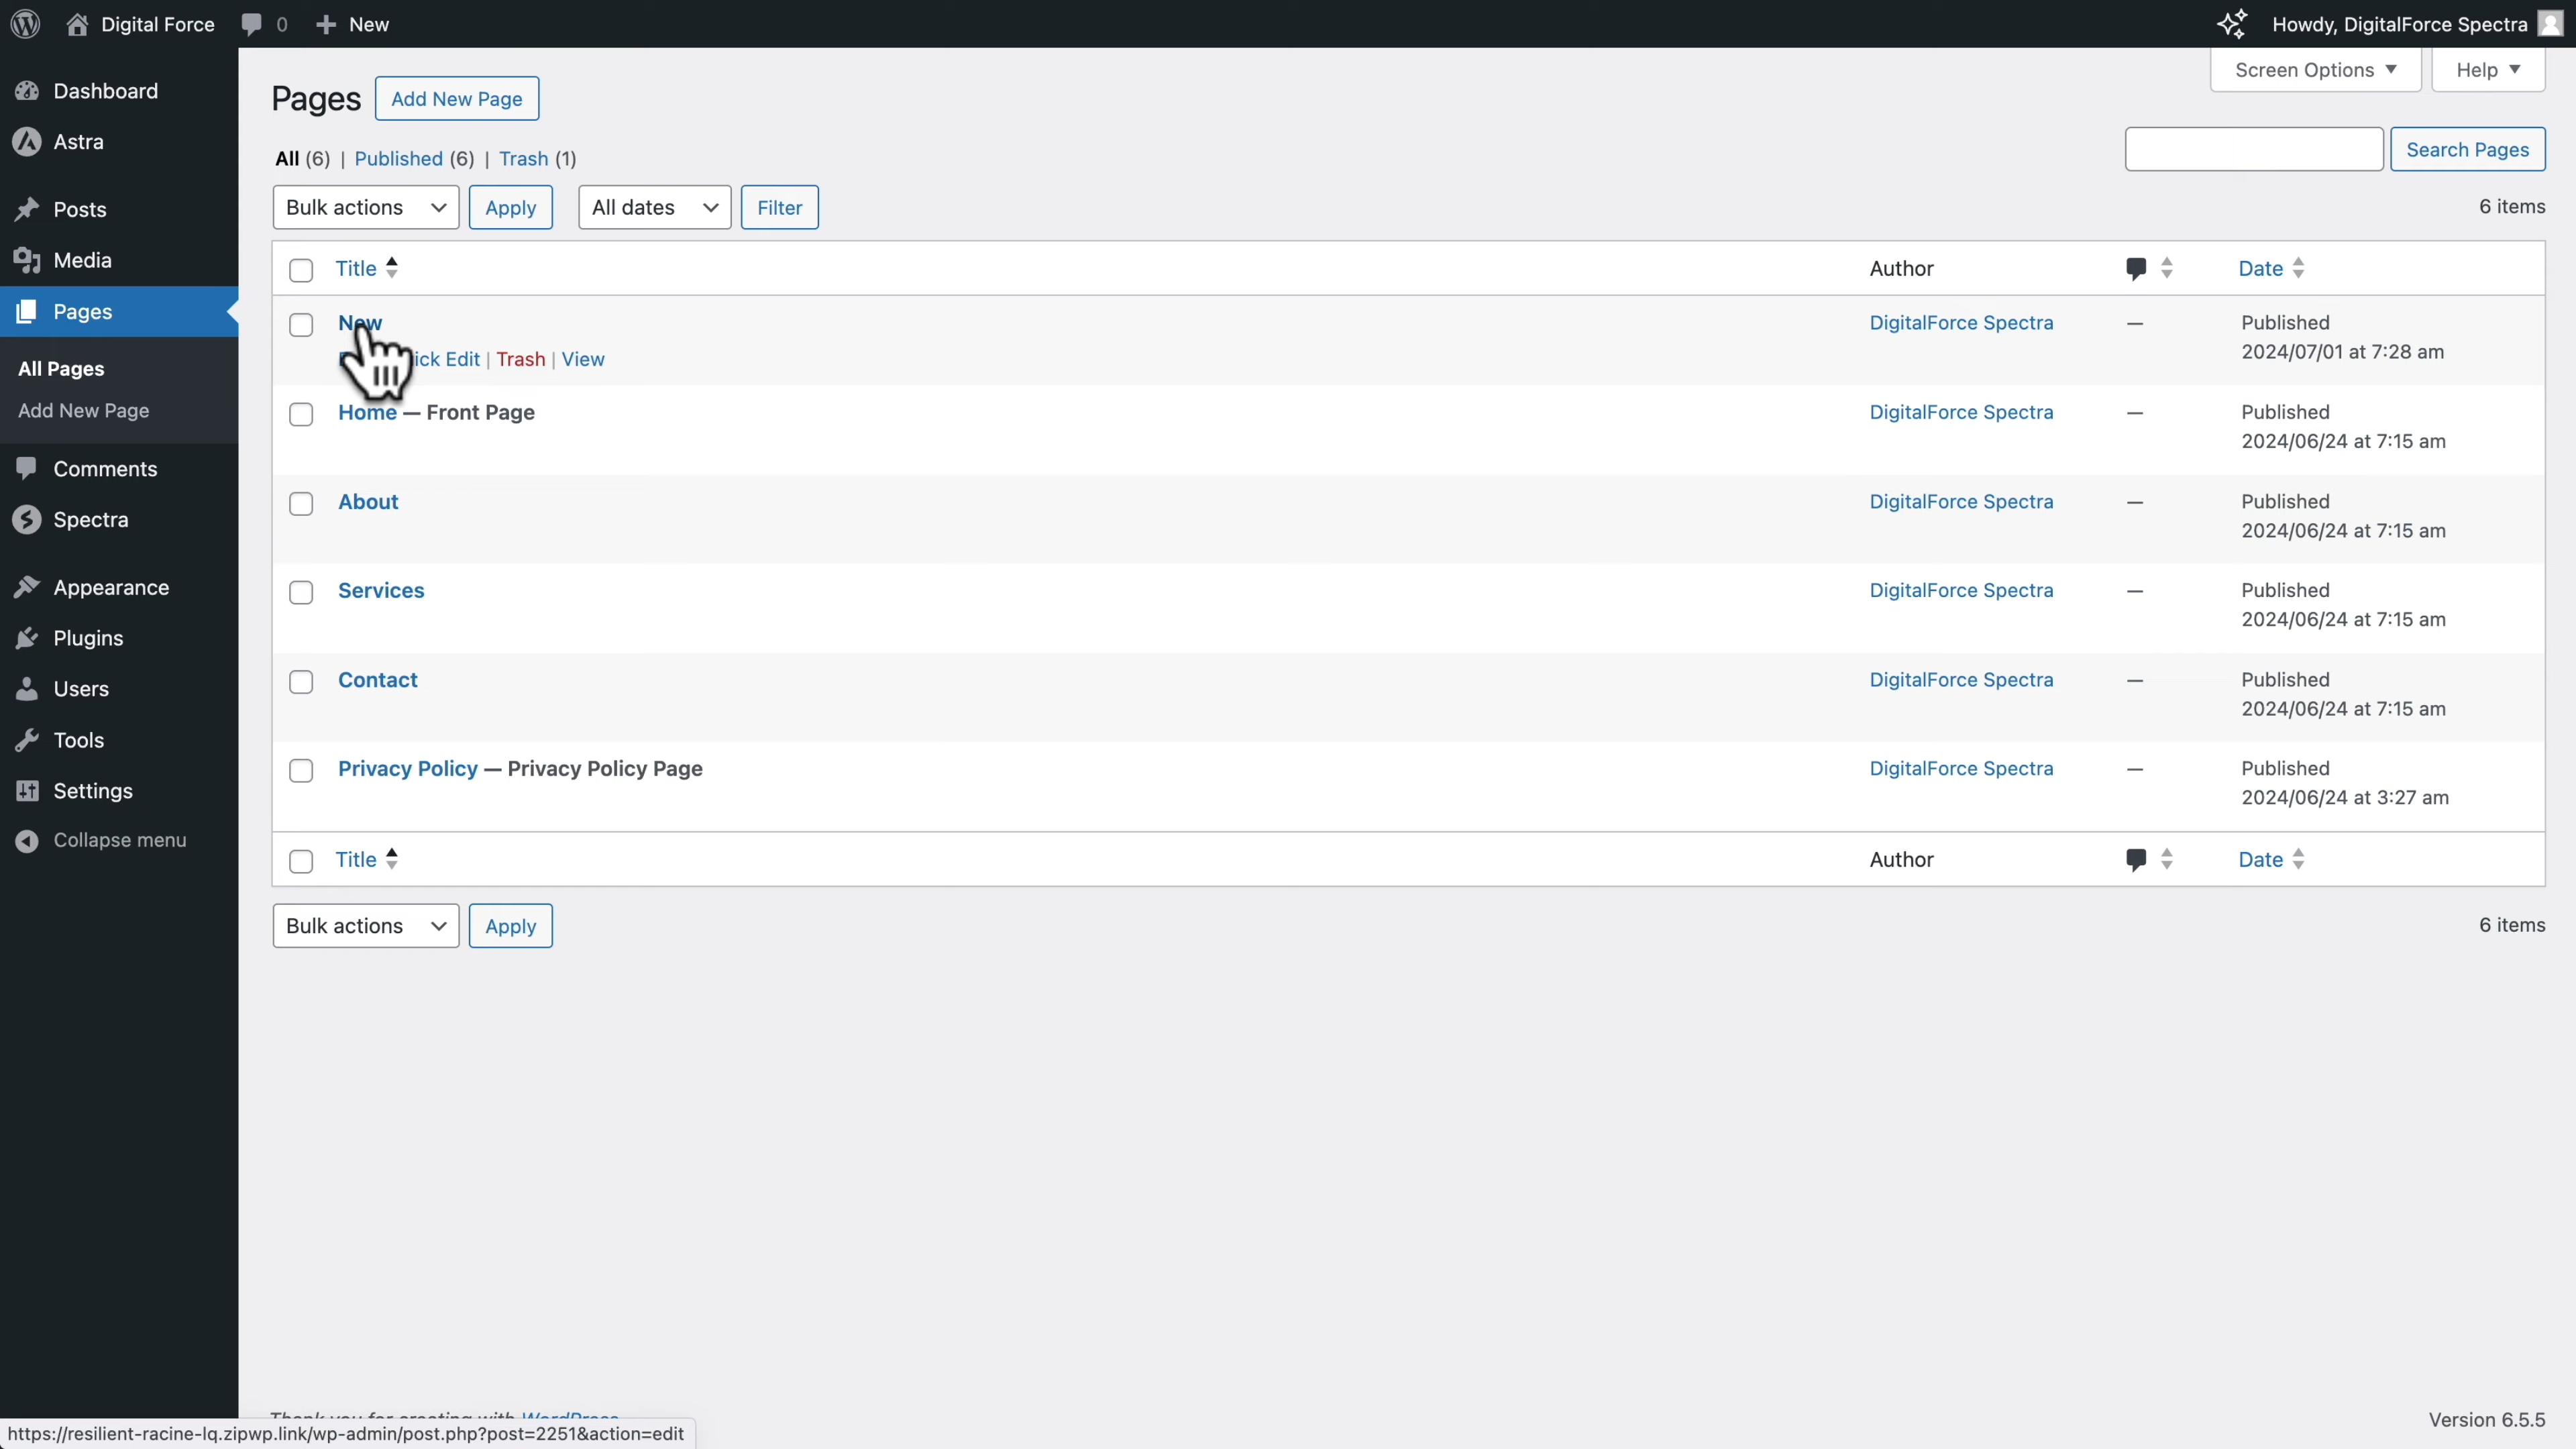 Digital Force 0 New Howdy, DigitalForce Spectra
Screen Options Help
Dashboard
Astra
Posts
Media
Pages
All Pages
Add New Page
Comments
Spectra
Appearance
Plugins
Users
Tools
Settings
Collapse menu
Pages Add New Page
All (6) | Published (6) | Trash (1)
Search Pages
Bulk actions Apply All dates Filter 6 items
Title Author Date
New DigitalForce Spectra — Published
2024/07/01 at 7:28 am
Edit | Trash | View
Home — Front Page DigitalForce Spectra — Published
2024/06/24 at 7:15 am
About DigitalForce Spectra — Published
2024/06/24 at 7:15 am
Services DigitalForce Spectra — Published
2024/06/24 at 7:15 am
Contact DigitalForce Spectra — Published
2024/06/24 at 7:15 am
Privacy Policy — Privacy Policy Page DigitalForce Spectra — Published
2024/06/24 at 3:27 am
Title Author Date
Bulk actions Apply 6 items
Thank you for creating with WordPress Version 6.5.5
https://resilient-racine-lq.zipwp.link/wp-admin/post.php?post=2251&action=edit